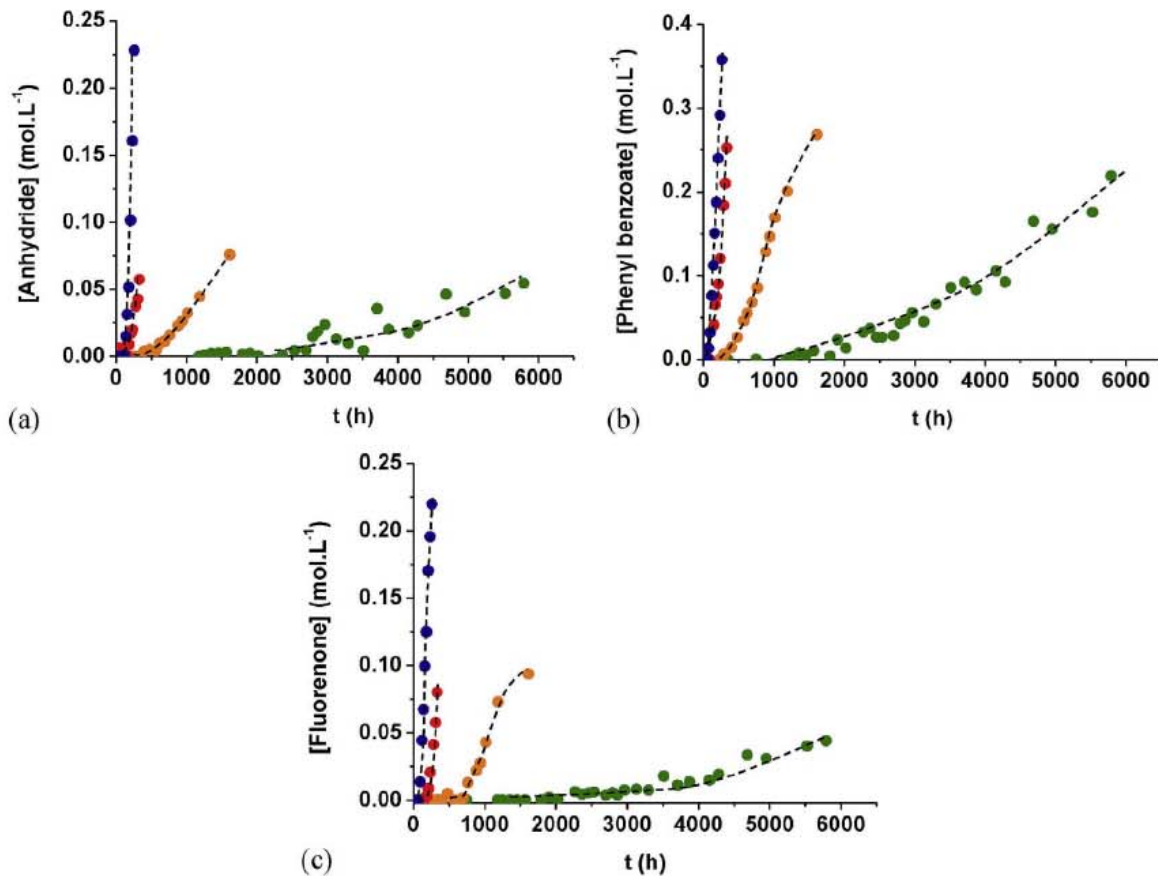 0.25
0.20
0.15
0.10
0.05
0.00
[Anhydride] (mol.L⁻¹)
0 1000 2000 3000 4000 5000 6000
t (h)
(a)
0.4
0.3
0.2
0.1
0.0
[Phenyl benzoate] (mol.L⁻¹)
0 1000 2000 3000 4000 5000 6000
t (h)
(b)
0.25
0.20
0.15
0.10
0.05
0.00
[Fluorenone] (mol.L⁻¹)
0 1000 2000 3000 4000 5000 6000
t (h)
(c)